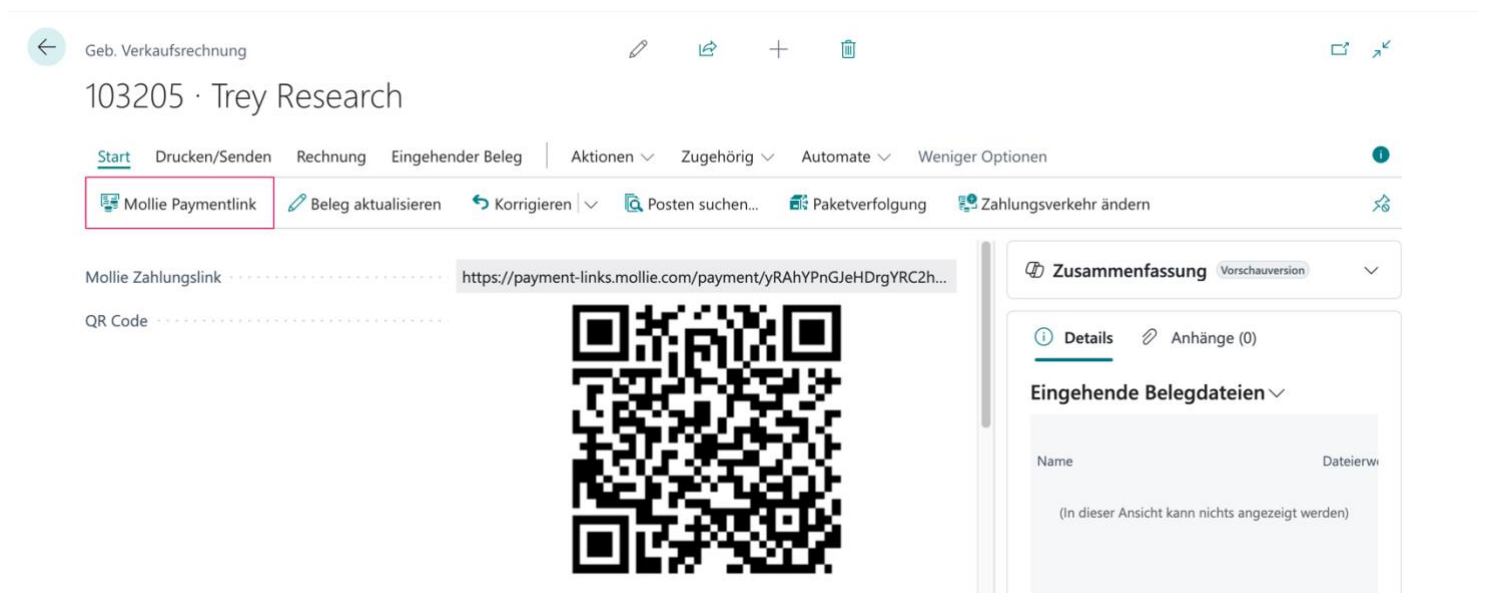 Geb. Verkaufsrechnung
103205 · Trey Research
Start Drucken/Senden Rechnung Eingehender Beleg Aktionen Zugehörig Automate Weniger Optionen
Mollie Paymentlink Beleg aktualisieren Korrigieren Posten suchen... Paketverfolgung Zahlungsverkehr ändern
Mollie Zahlungslink https://payment-links.mollie.com/payment/yRAhYPnGJeHDrgYRC2h...
QR Code
Zusammenfassung Vorschauversion
Details Anhänge (0)
Eingehende Belegdateien
Name Dateierw
(In dieser Ansicht kann nichts angezeigt werden)